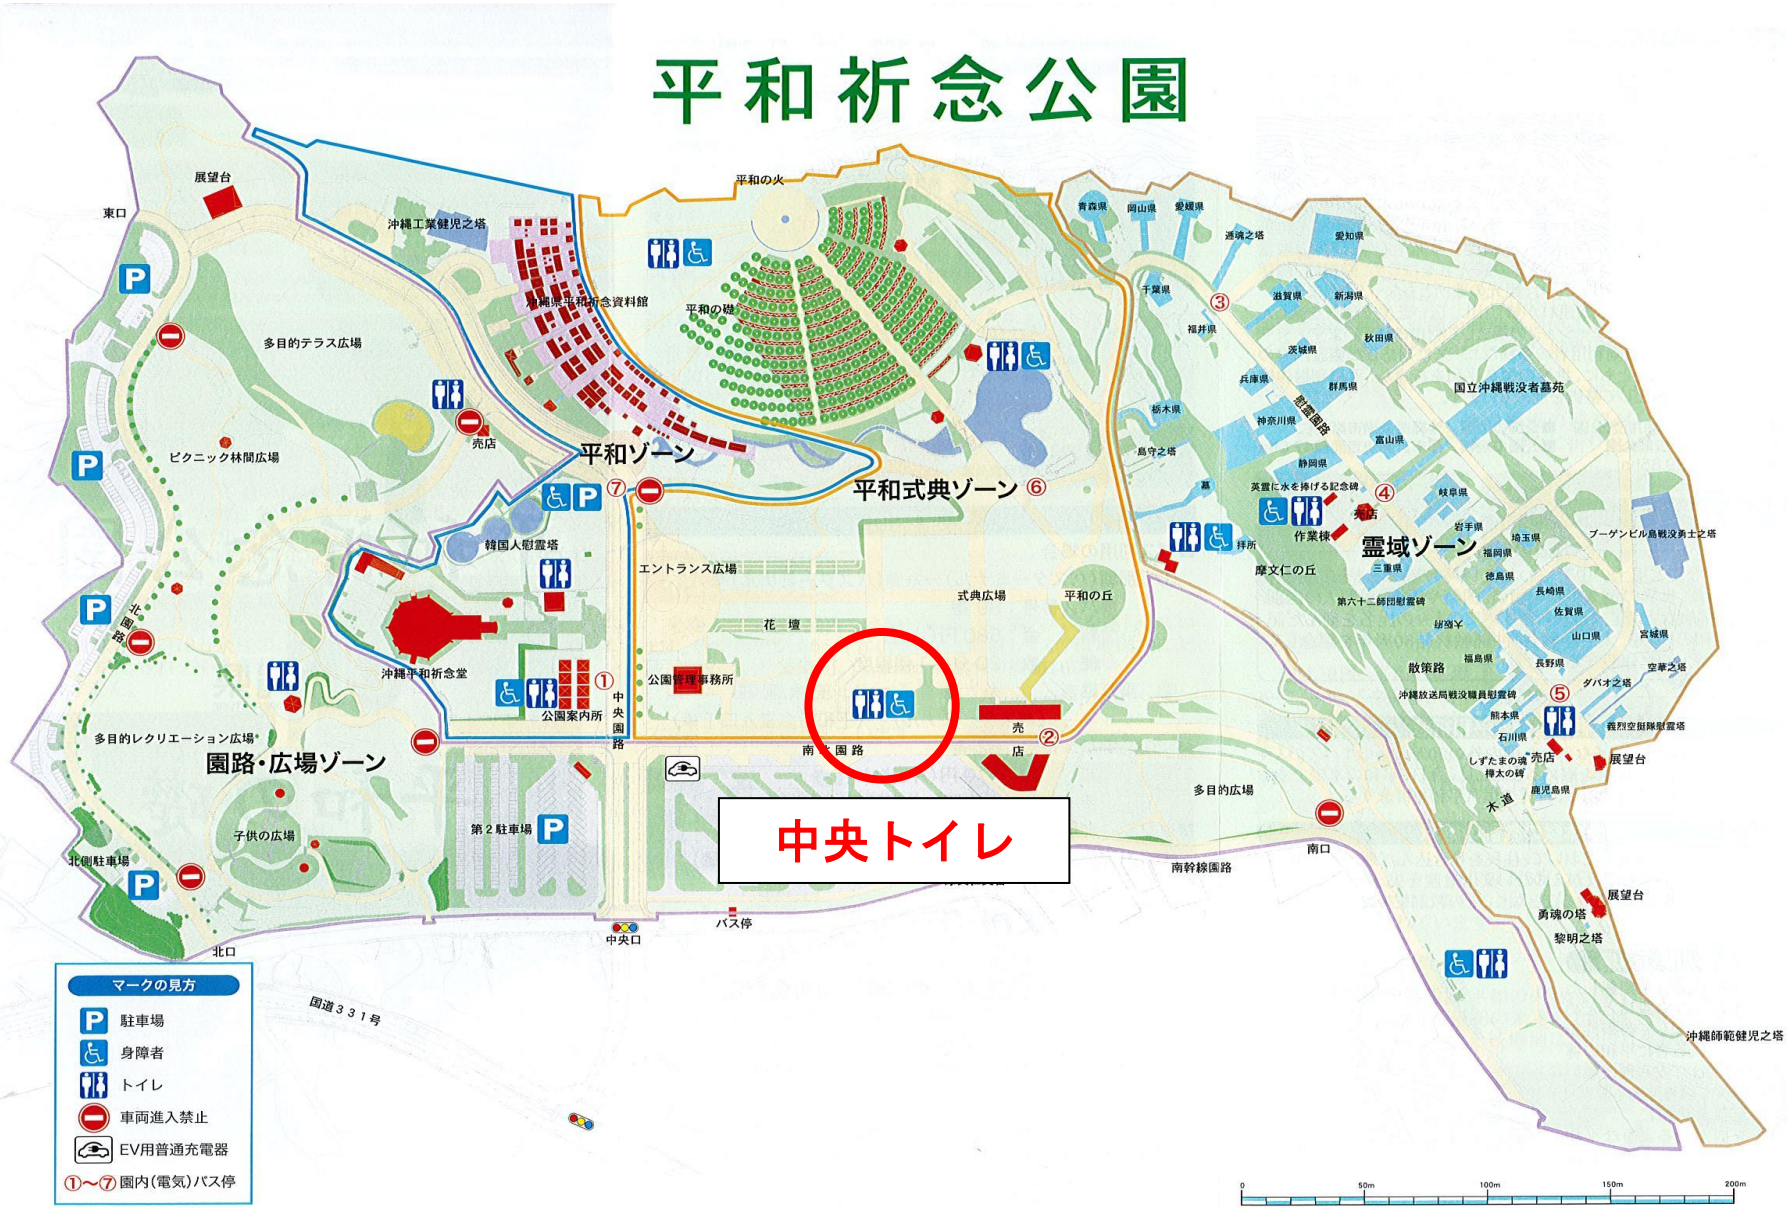 平和祈念公園
平和の火
展望台
東口
沖縄工業健児之塔
青森県
岡山県
愛媛県
遁魂之塔
愛知県
沖縄県平和祈念資料館
平和の礎
千葉県
③
滋賀県
新潟県
福井県
秋田県
多目的テラス広場
茨城県
兵庫県
群馬県
国立沖縄戦没者墓苑
栃木県
神奈川県
慰霊園路
富山県
売店
ピクニック林間広場
平和ゾーン
島守之塔
静岡県
⑦
平和式典ゾーン ⑥
墓
英霊に水を捧げる記念碑
④
岐阜県
売店
岩手県
作業棟
霊域ゾーン
埼玉県
ブーゲンビル島戦没勇士之塔
韓国人慰霊塔
拝所
福岡県
エントランス広場
摩文仁の丘
三重県
徳島県
式典広場
平和の丘
長崎県
第六十二師団慰霊碑
佐賀県
北園路
花壇
山口県
宮城県
沖縄平和祈念堂
公園管理事務所
散策路
福島県
長野県
空華之塔
①
中央園路
沖縄放送局戦没職員慰霊碑
ダバオ之塔
⑤
公園案内所
熊本県
義烈空挺隊慰霊塔
多目的レクリエーション広場
売店
②
石川県
園路・広場ゾーン
しずたまの魂
樺太の碑
売店
展望台
多目的広場
鹿児島県
木道
子供の広場
第2駐車場
中央トイレ
南口
北側駐車場
南幹線園路
展望台
勇魂の塔
黎明之塔
バス停
中央口
北口
マークの見方
P 駐車場
身障者
トイレ
車両進入禁止
EV用普通充電器
①～⑦園内(電気)バス停
国道331号
沖縄師範健児之塔
0 50m 100m 150m 200m
P
P
P
P
P
P